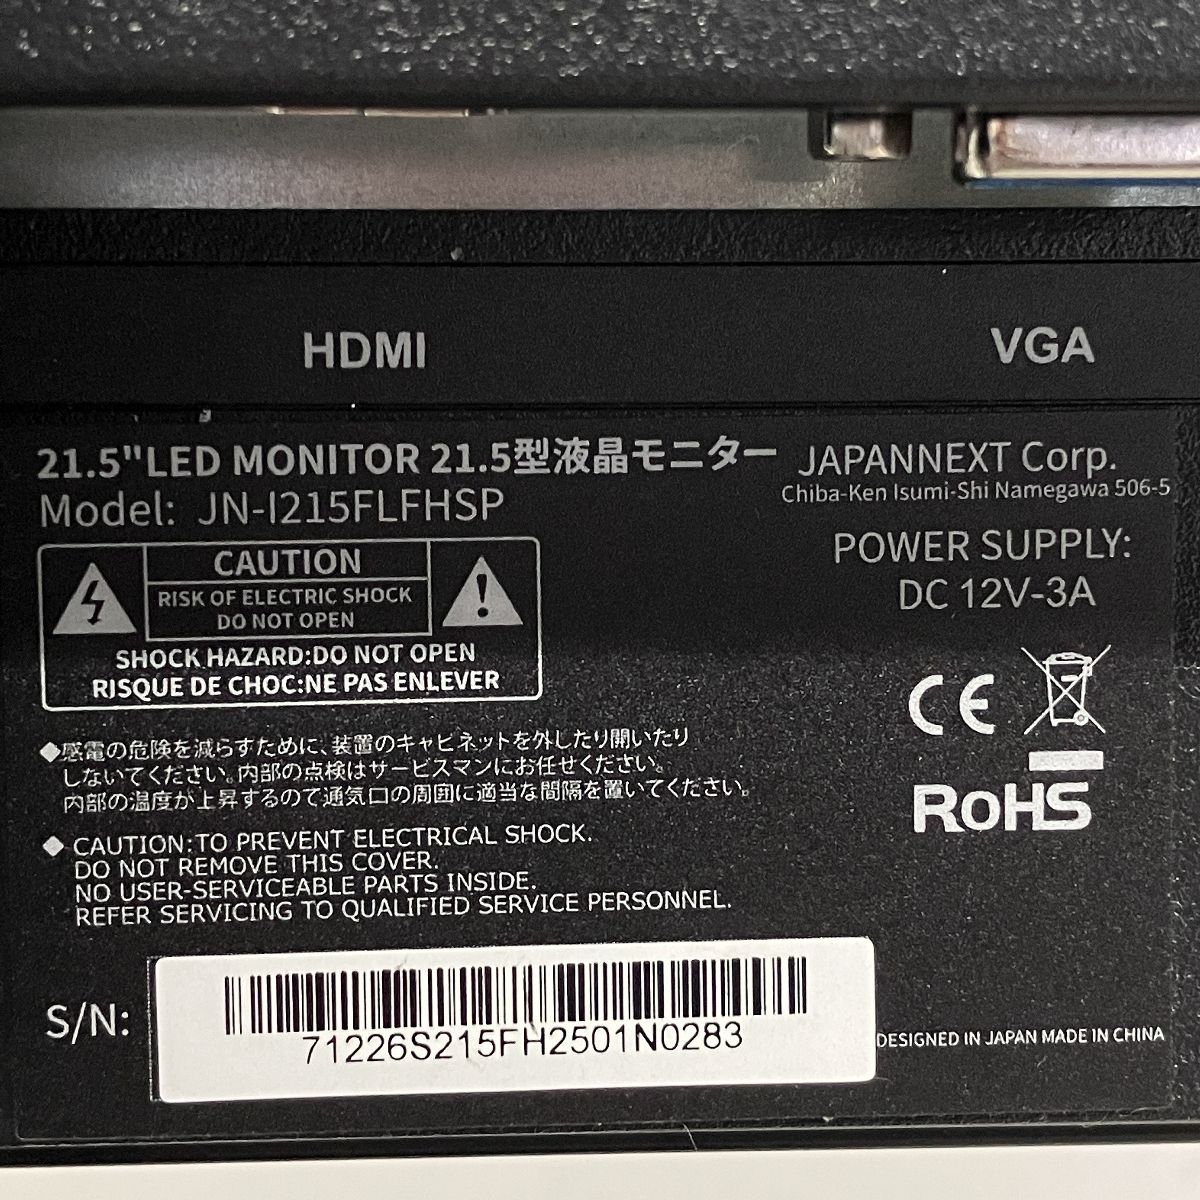 HDMI
VGA
21.5"LED MONITOR 21.5型液晶モニター
Model: JN-I215FLFHSP
JAPANNEXT Corp.
Chiba-Ken Isumi-Shi Namegawa 506-5
POWER SUPPLY:
DC 12V-3A
CAUTION
RISK OF ELECTRIC SHOCK
DO NOT OPEN
SHOCK HAZARD:DO NOT OPEN
RISQUE DE CHOC:NE PAS ENLEVER
CE
RoHS
◆感電の危険を減らすために、装置のキャビネットを外したり開いたり
しないてください。内部の点検はサービスマンにお任せください。
内部の温度が上昇するので通気口の周囲に適当な間隔を置いてください。
◆ CAUTION:TO PREVENT ELECTRICAL SHOCK.
DO NOT REMOVE THIS COVER.
NO USER-SERVICEABLE PARTS INSIDE.
REFER SERVICING TO QUALIFIED SERVICE PERSONNEL.
S/N:
71226S215FH2501N0283
DESIGNED IN JAPAN MADE IN CHINA